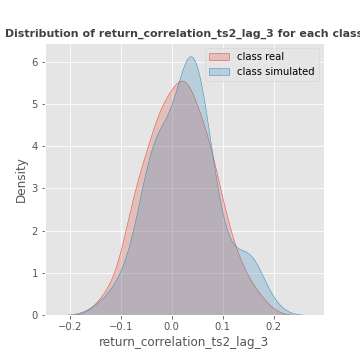 Distribution of return_correlation_ts2_lag_3 for each class
class real
class simulated
6
5
4
3
2
1
0
Density
−0.2 −0.1 0.0 0.1 0.2
return_correlation_ts2_lag_3